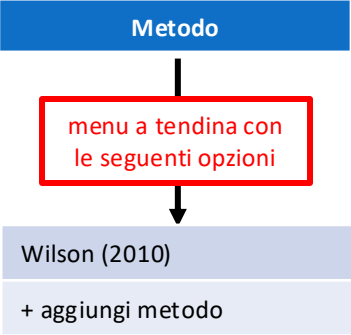 Metodo
menu a tendina con
le seguenti opzioni
Wilson (2010)
+ aggiungi metodo